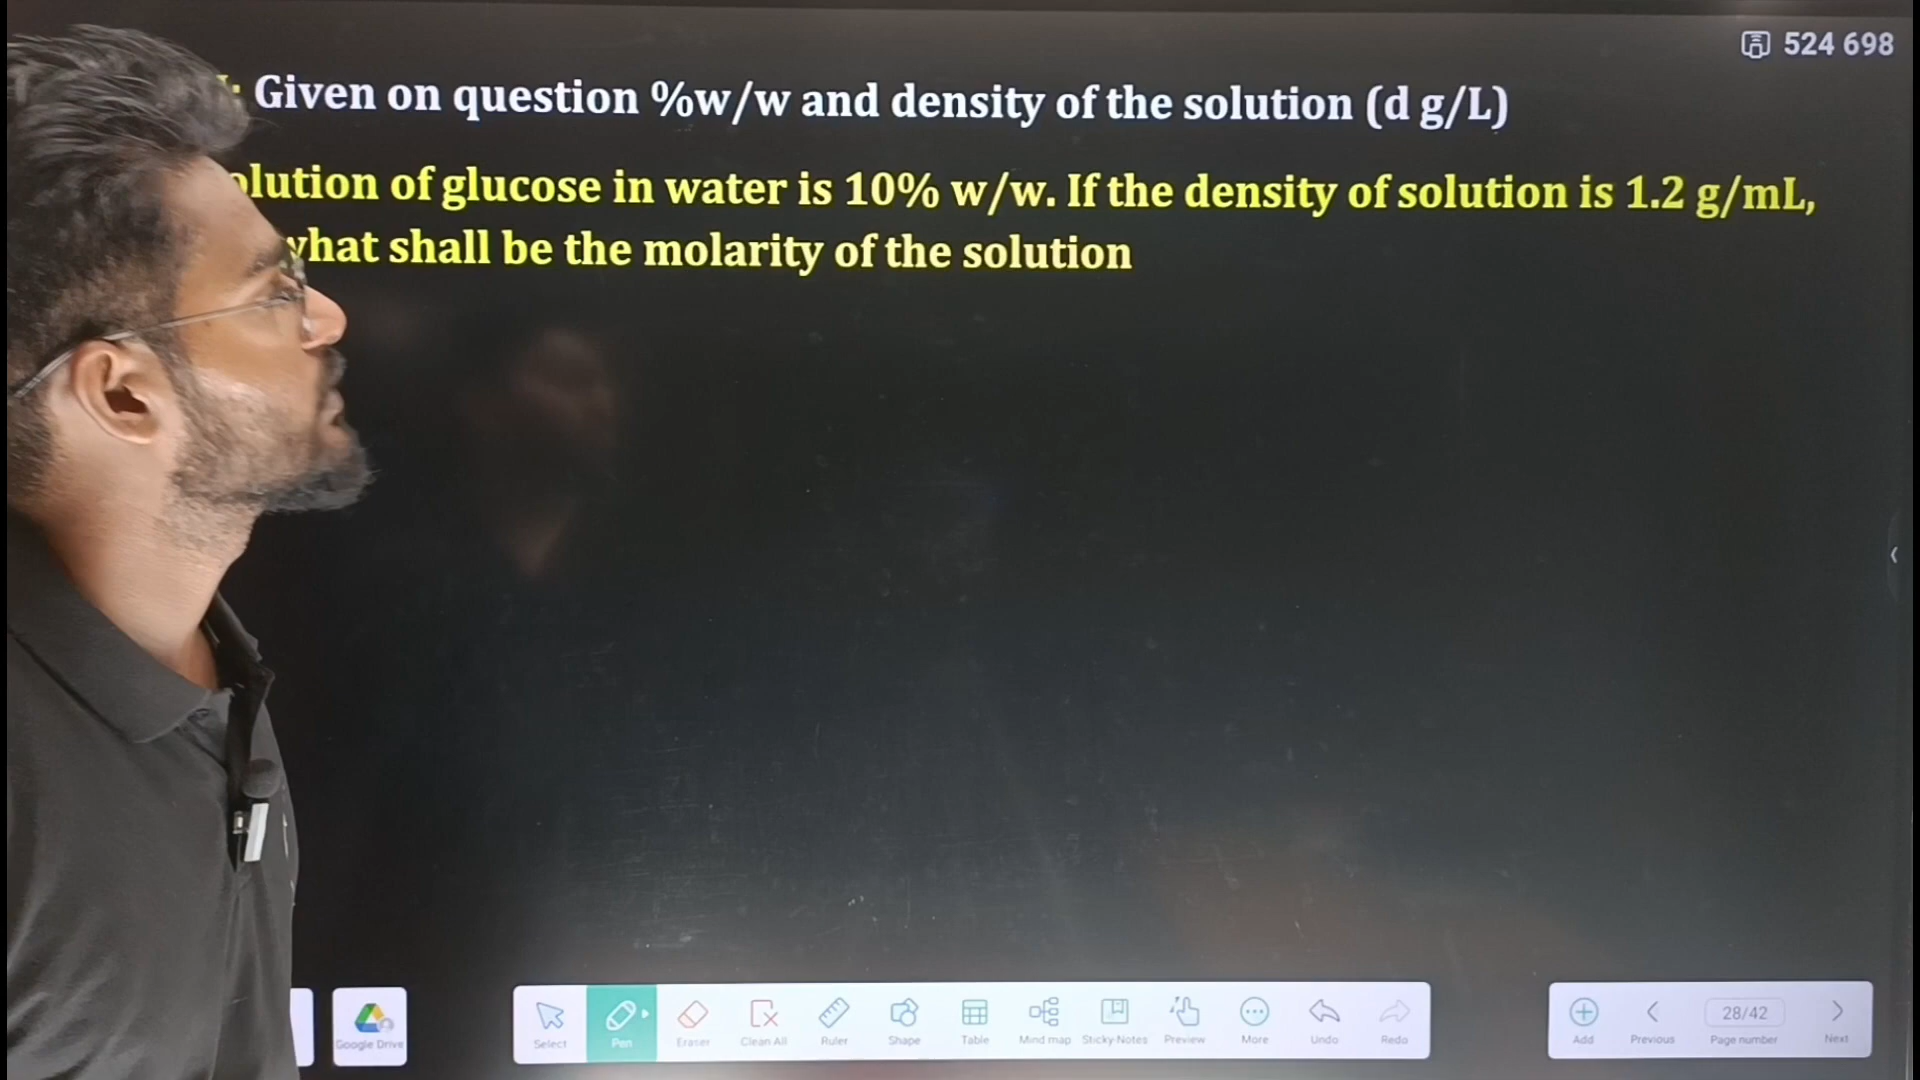 524 698
Given on question %w/w and density of the solution (d g/L)
of glucose in water is 10% w/w. If the density of solution is 1.2 g/mL,
shall be the molarity of the solution
Google Drive
Select Pen Eraser Clean All Ruler Shape Table Mind map Sticky Notes Preview More Undo Redo
28/42
Add Previous Page number Next